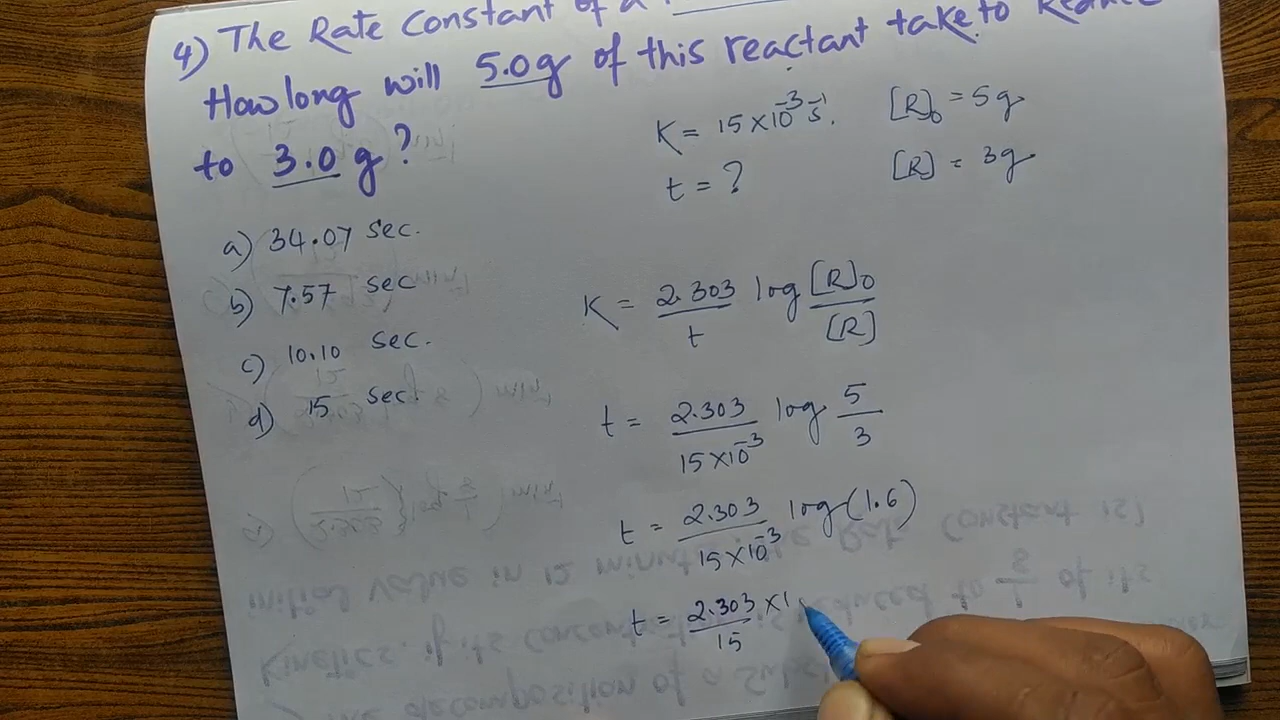 4) The Rate Constant of a
How long will 5.0g of this reactant take to Reduce
to 3.0 g?
K = 15×10⁻³ s⁻¹.
[R]₀ = 5g
t = ?
[R] = 3g
a) 34.07 sec.
b) 7.57 sec
c) 10.10 sec.
d) 15 sec.
K = 2.303/t log [R]₀/[R]
t = 2.303/15×10⁻³ log 5/3
t = 2.303/15×10⁻³ log(1.6)
t = 2.303/15 ×1